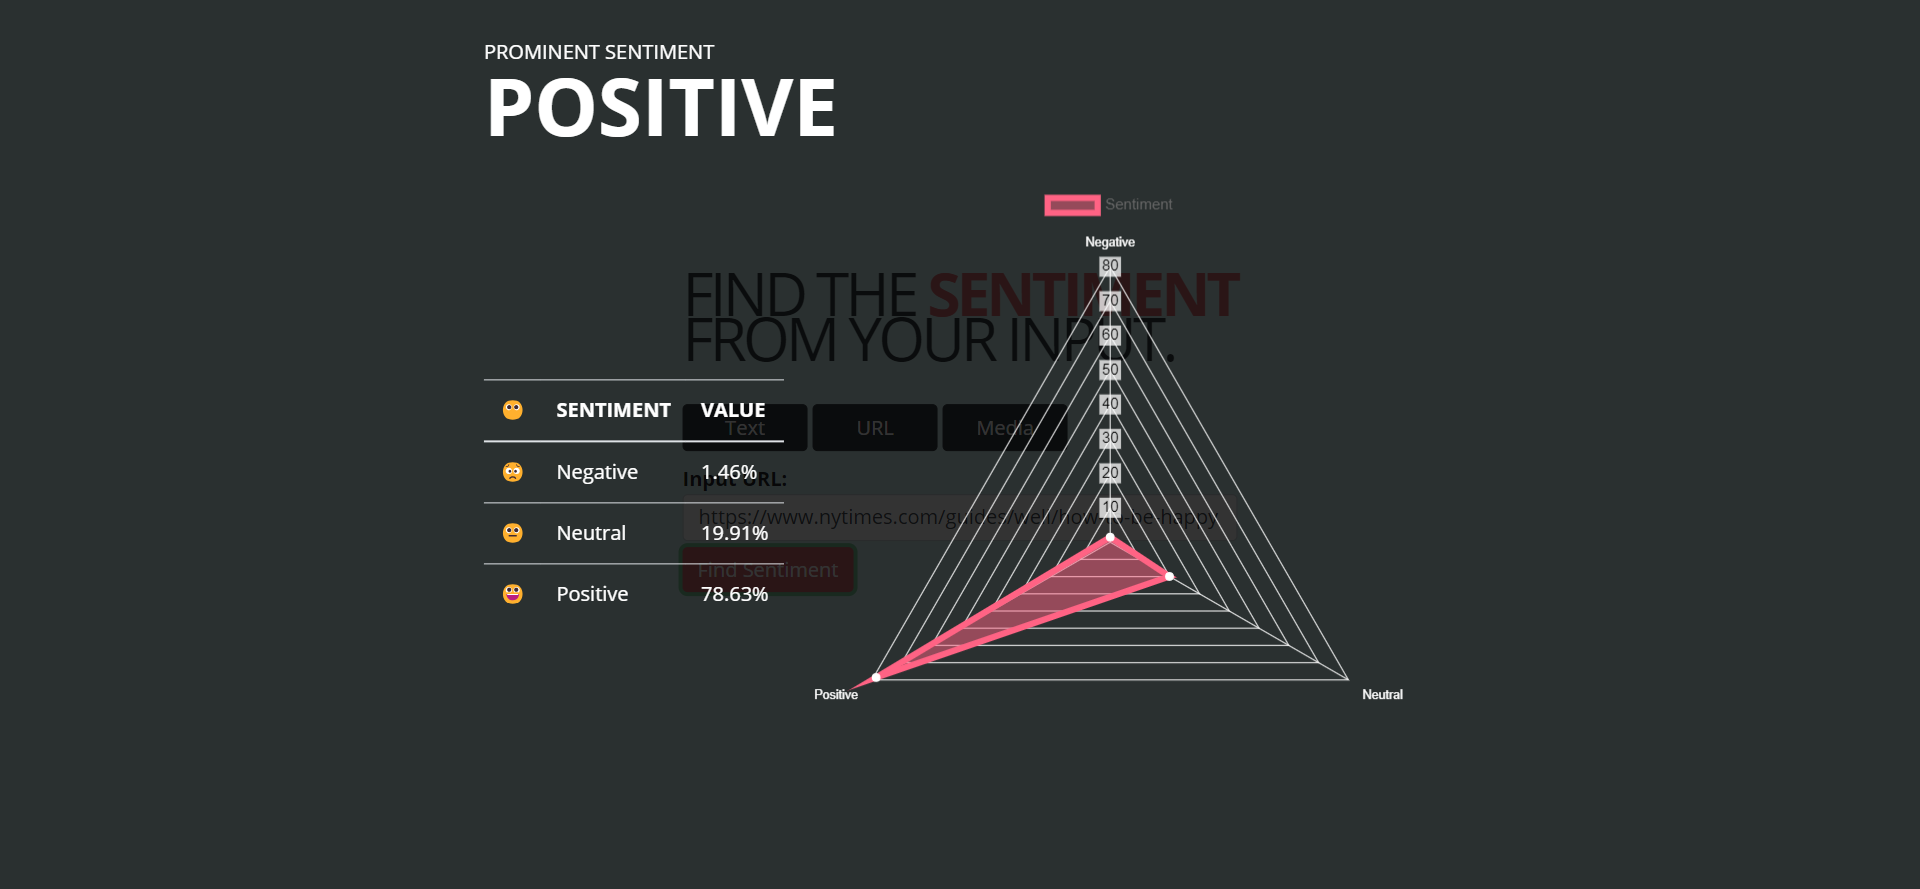 PROMINENT SENTIMENT
POSITIVE
Sentiment
Negative
80
70
60
50
40
30
20
10
Positive
Neutral
FIND THE SENTIMENT
FROM YOUR INPUT.
Text URL Media
Input URL:
https://www.nytimes.com/guides/well/how-to-be-happy
Find Sentiment
SENTIMENT VALUE
Negative 1.46%
Neutral 19.91%
Positive 78.63%